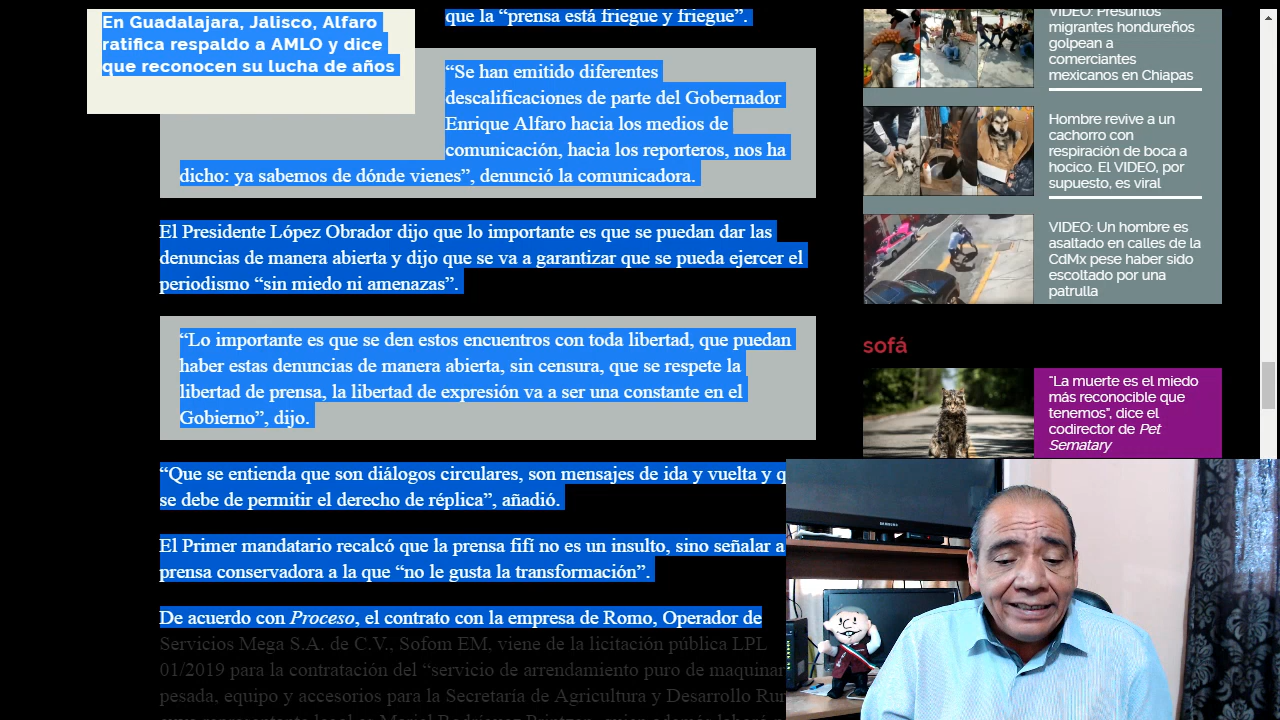 que la “prensa está friegue y friegue”.
En Guadalajara, Jalisco, Alfaro
ratifica respaldo a AMLO y dice
que reconocen su lucha de años
“Se han emitido diferentes
descalificaciones de parte del Gobernador
Enrique Alfaro hacia los medios de
comunicación, hacia los reporteros, nos ha
dicho: ya sabemos de dónde vienes”, denunció la comunicadora.
El Presidente López Obrador dijo que lo importante es que se puedan dar las
denuncias de manera abierta y dijo que se va a garantizar que se pueda ejercer el
periodismo “sin miedo ni amenazas”.
“Lo importante es que se den estos encuentros con toda libertad, que puedan
haber estas denuncias de manera abierta, sin censura, que se respete la
libertad de prensa, la libertad de expresión va a ser una constante en el
Gobierno”, dijo.
“Que se entienda que son diálogos circulares, son mensajes de ida y vuelta y
se debe de permitir el derecho de réplica”, añadió.
El Primer mandatario recalcó que la prensa fifí no es un insulto, sino señalar a
prensa conservadora a la que “no le gusta la transformación”.
De acuerdo con Proceso, el contrato con la empresa de Romo, Operador de
Servicios Mega S.A. de C.V., Sofom EM, viene de la licitación pública LPL
01/2019 para la contratación del “servicio de arrendamiento puro de
pesada, equipo y accesorios para la Secretaría de Agricultura y Desarrollo
VIDEO: Presuntos
migrantes hondureños
golpean a
comerciantes
mexicanos en Chiapas
Hombre revive a un
cachorro con
respiración de boca a
hocico. El VIDEO, por
supuesto, es viral
VIDEO: Un hombre es
asaltado en calles de la
CdMx pese haber sido
escoltado por una
patrulla
sofá
“La muerte es el miedo
más reconocible que
tenemos”, dice el
codirector de Pet
Sematary
SAMSUNG